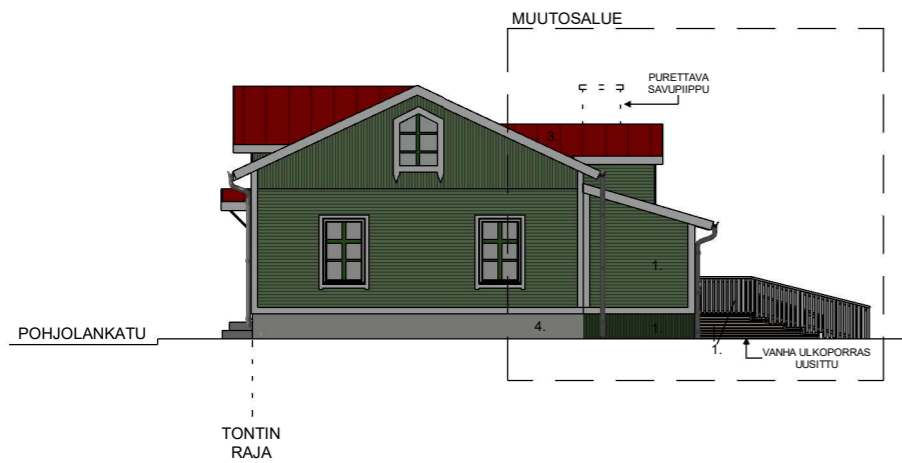 MUUTOSALUE
PURETTAVA
SAVUPIIPPU
3.
1.
4.
1.
1.
POHJOLANKATU
VANHA ULKOPORRAS
UUSITTU
TONTIN
RAJA